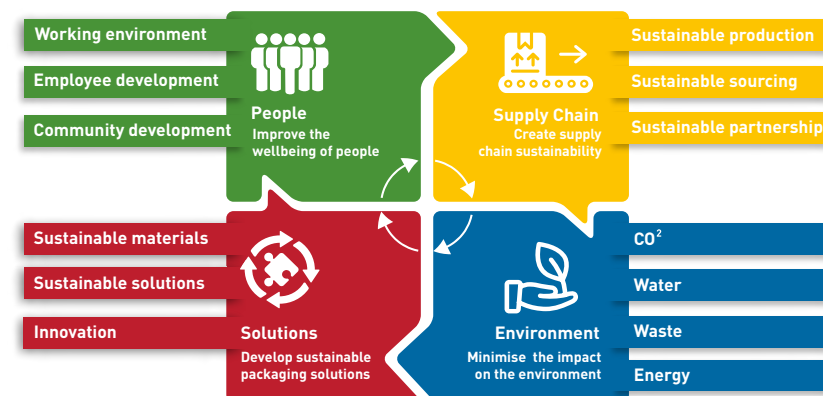 Working environment
Employee development
Community development
People
Improve the
wellbeing of people
Supply Chain
Create supply
chain sustainability
Sustainable production
Sustainable sourcing
Sustainable partnership
Sustainable materials
Sustainable solutions
Innovation
Solutions
Develop sustainable
packaging solutions
Environment
Minimise the impact
on the environment
CO²
Water
Waste
Energy